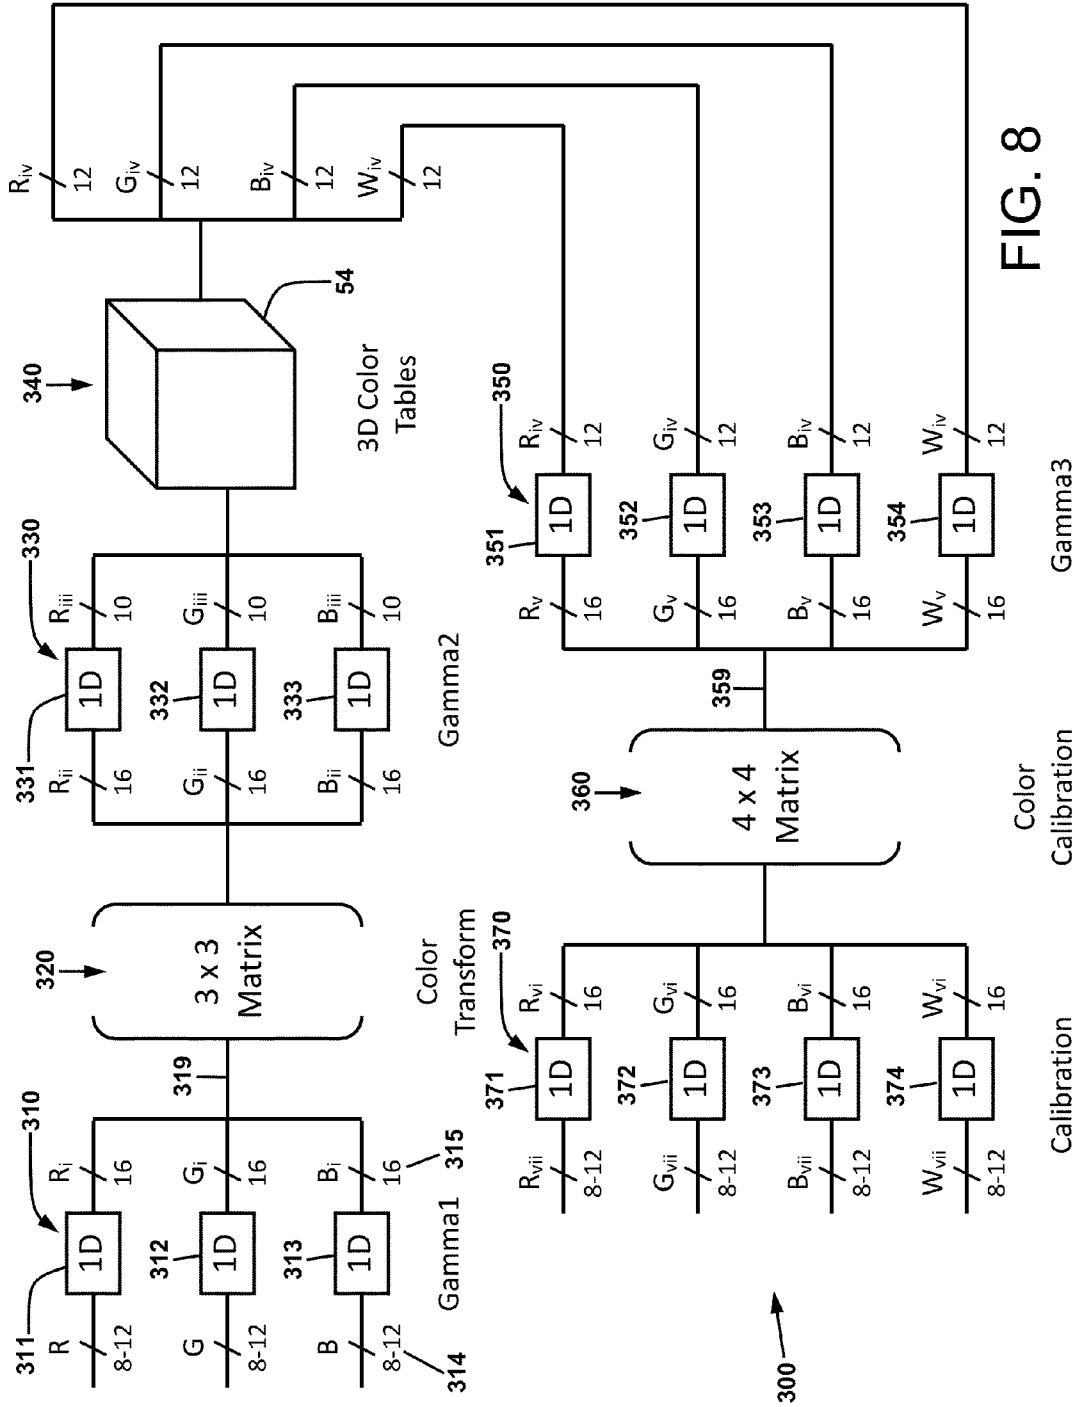 311
R
8-12
1D
310
Ri
16
G
8-12
312
1D
Gi
16
B
8-12
314
313
1D
Bi
16
315
Gamma1
319
320
3 x 3
Matrix
Color
Transform
331
Rii
16
1D
330
Riii
10
Gii
16
332
1D
Giii
10
Bii
16
333
1D
Biii
10
Gamma2
340
54
3D Color
Tables
Riv
12
Giv
12
Biv
12
Wiv
12
Rvii
8-12
371
1D
370
Rvi
16
Gvii
8-12
372
1D
Gvi
16
Bvii
8-12
373
1D
Bvi
16
Wvii
8-12
374
1D
Wvi
16
Calibration
360
4 x 4
Matrix
Color
Calibration
359
Rv
16
351
1D
350
Riv
12
Gv
16
352
1D
Giv
12
Bv
16
353
1D
Biv
12
Wv
16
354
1D
Wiv
12
Gamma3
300
FIG. 8